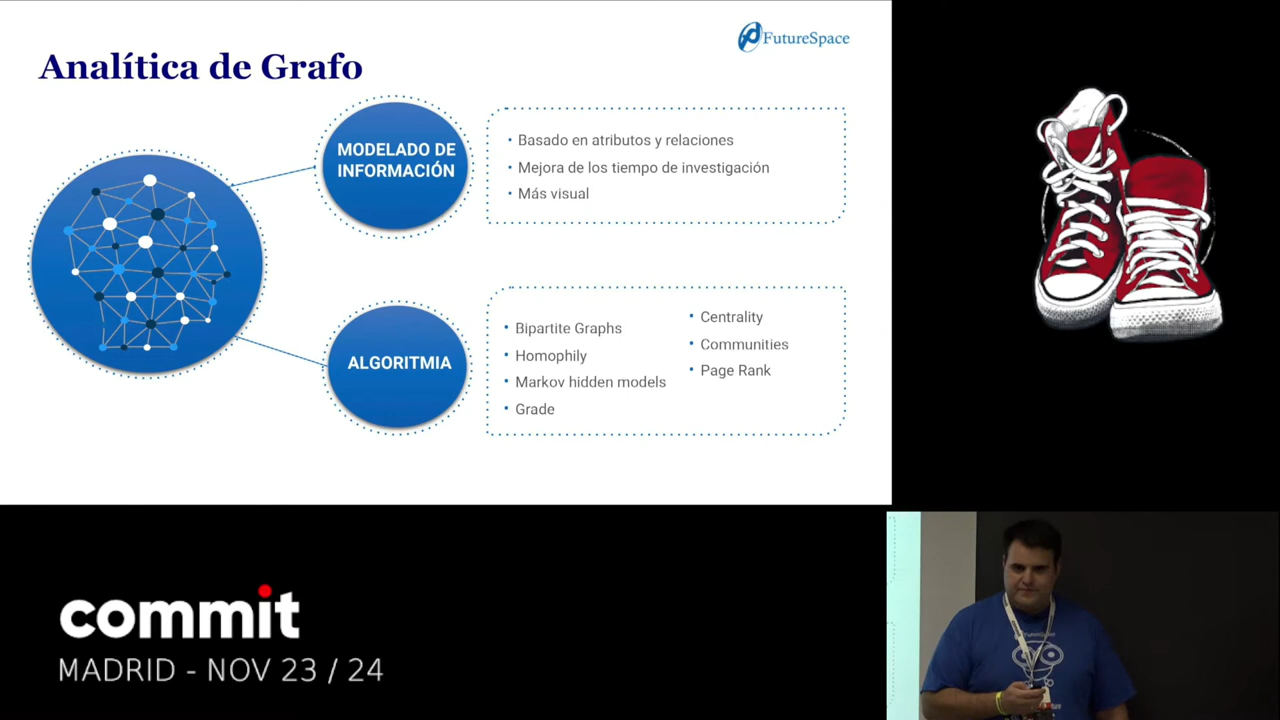 FutureSpace
Analítica de Grafo
MODELADO DE
INFORMACIÓN
• Basado en atributos y relaciones
• Mejora de los tiempo de investigación
• Más visual
ALGORITMIA
• Bipartite Graphs
• Homophily
• Markov hidden models
• Grade
• Centrality
• Communities
• Page Rank
commit
MADRID - NOV 23 / 24
FutureSpace